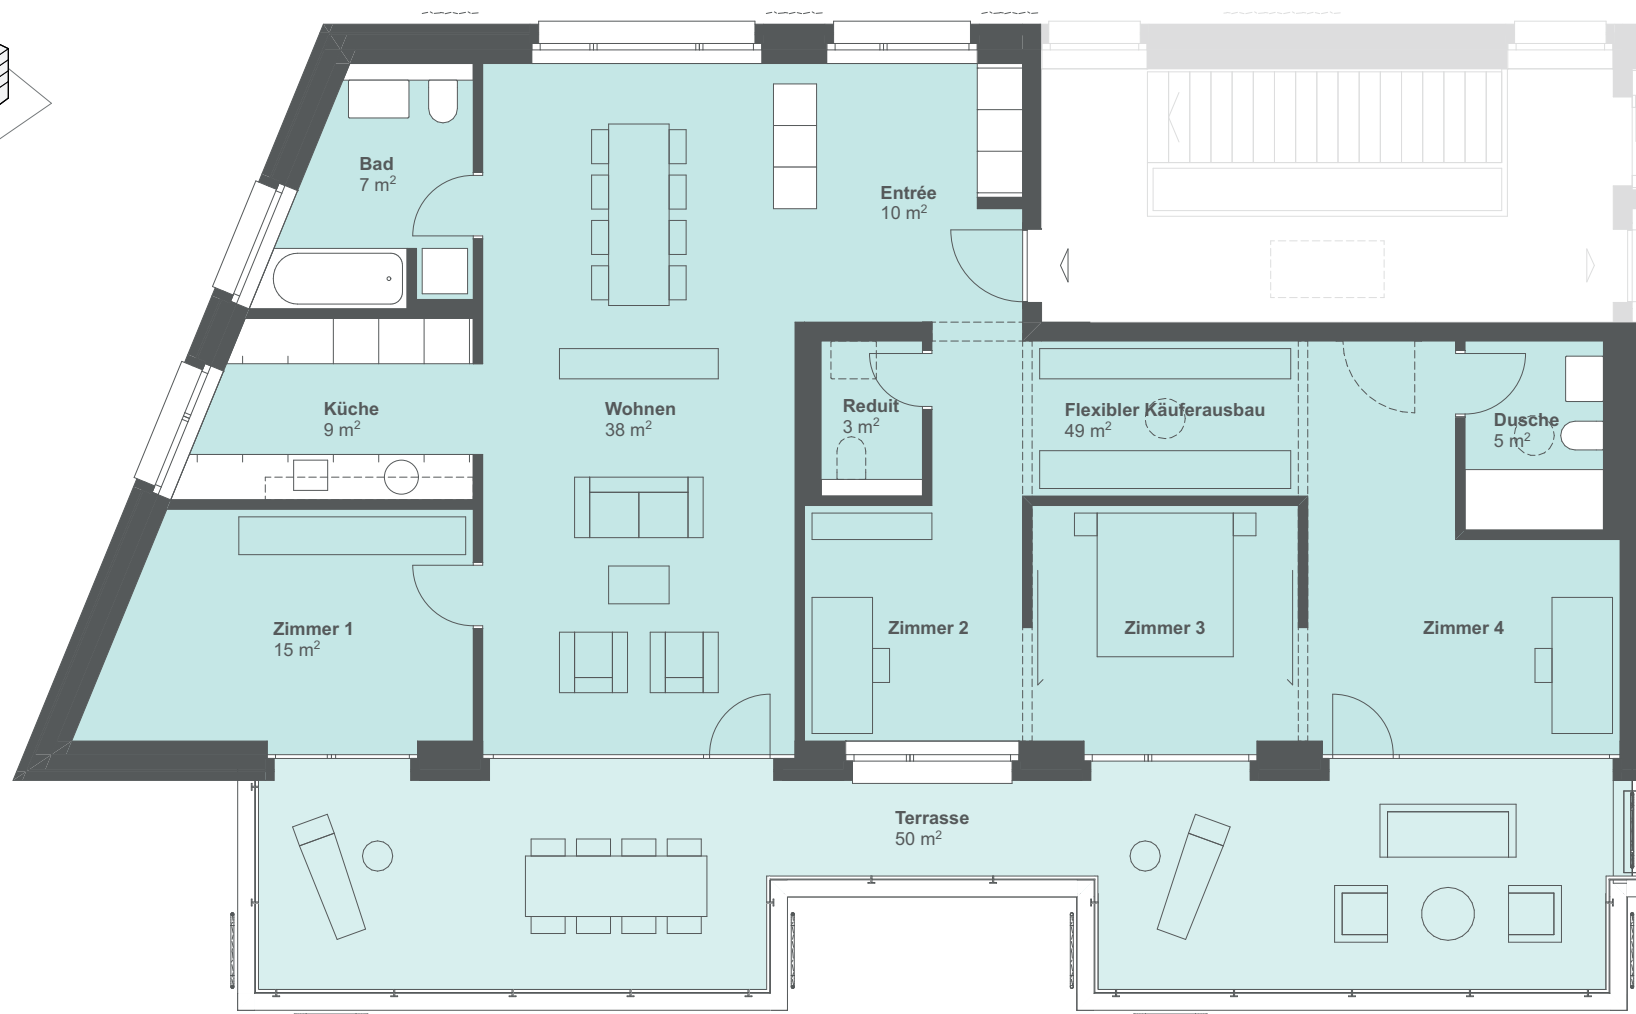 Bad
7 m²
Entrée
10 m²
Küche
9 m²
Wohnen
38 m²
Reduit
3 m²
Flexibler Käuferausbau
49 m²
Dusche
5 m²
Zimmer 1
15 m²
Zimmer 2
Zimmer 3
Zimmer 4
Terrasse
50 m²